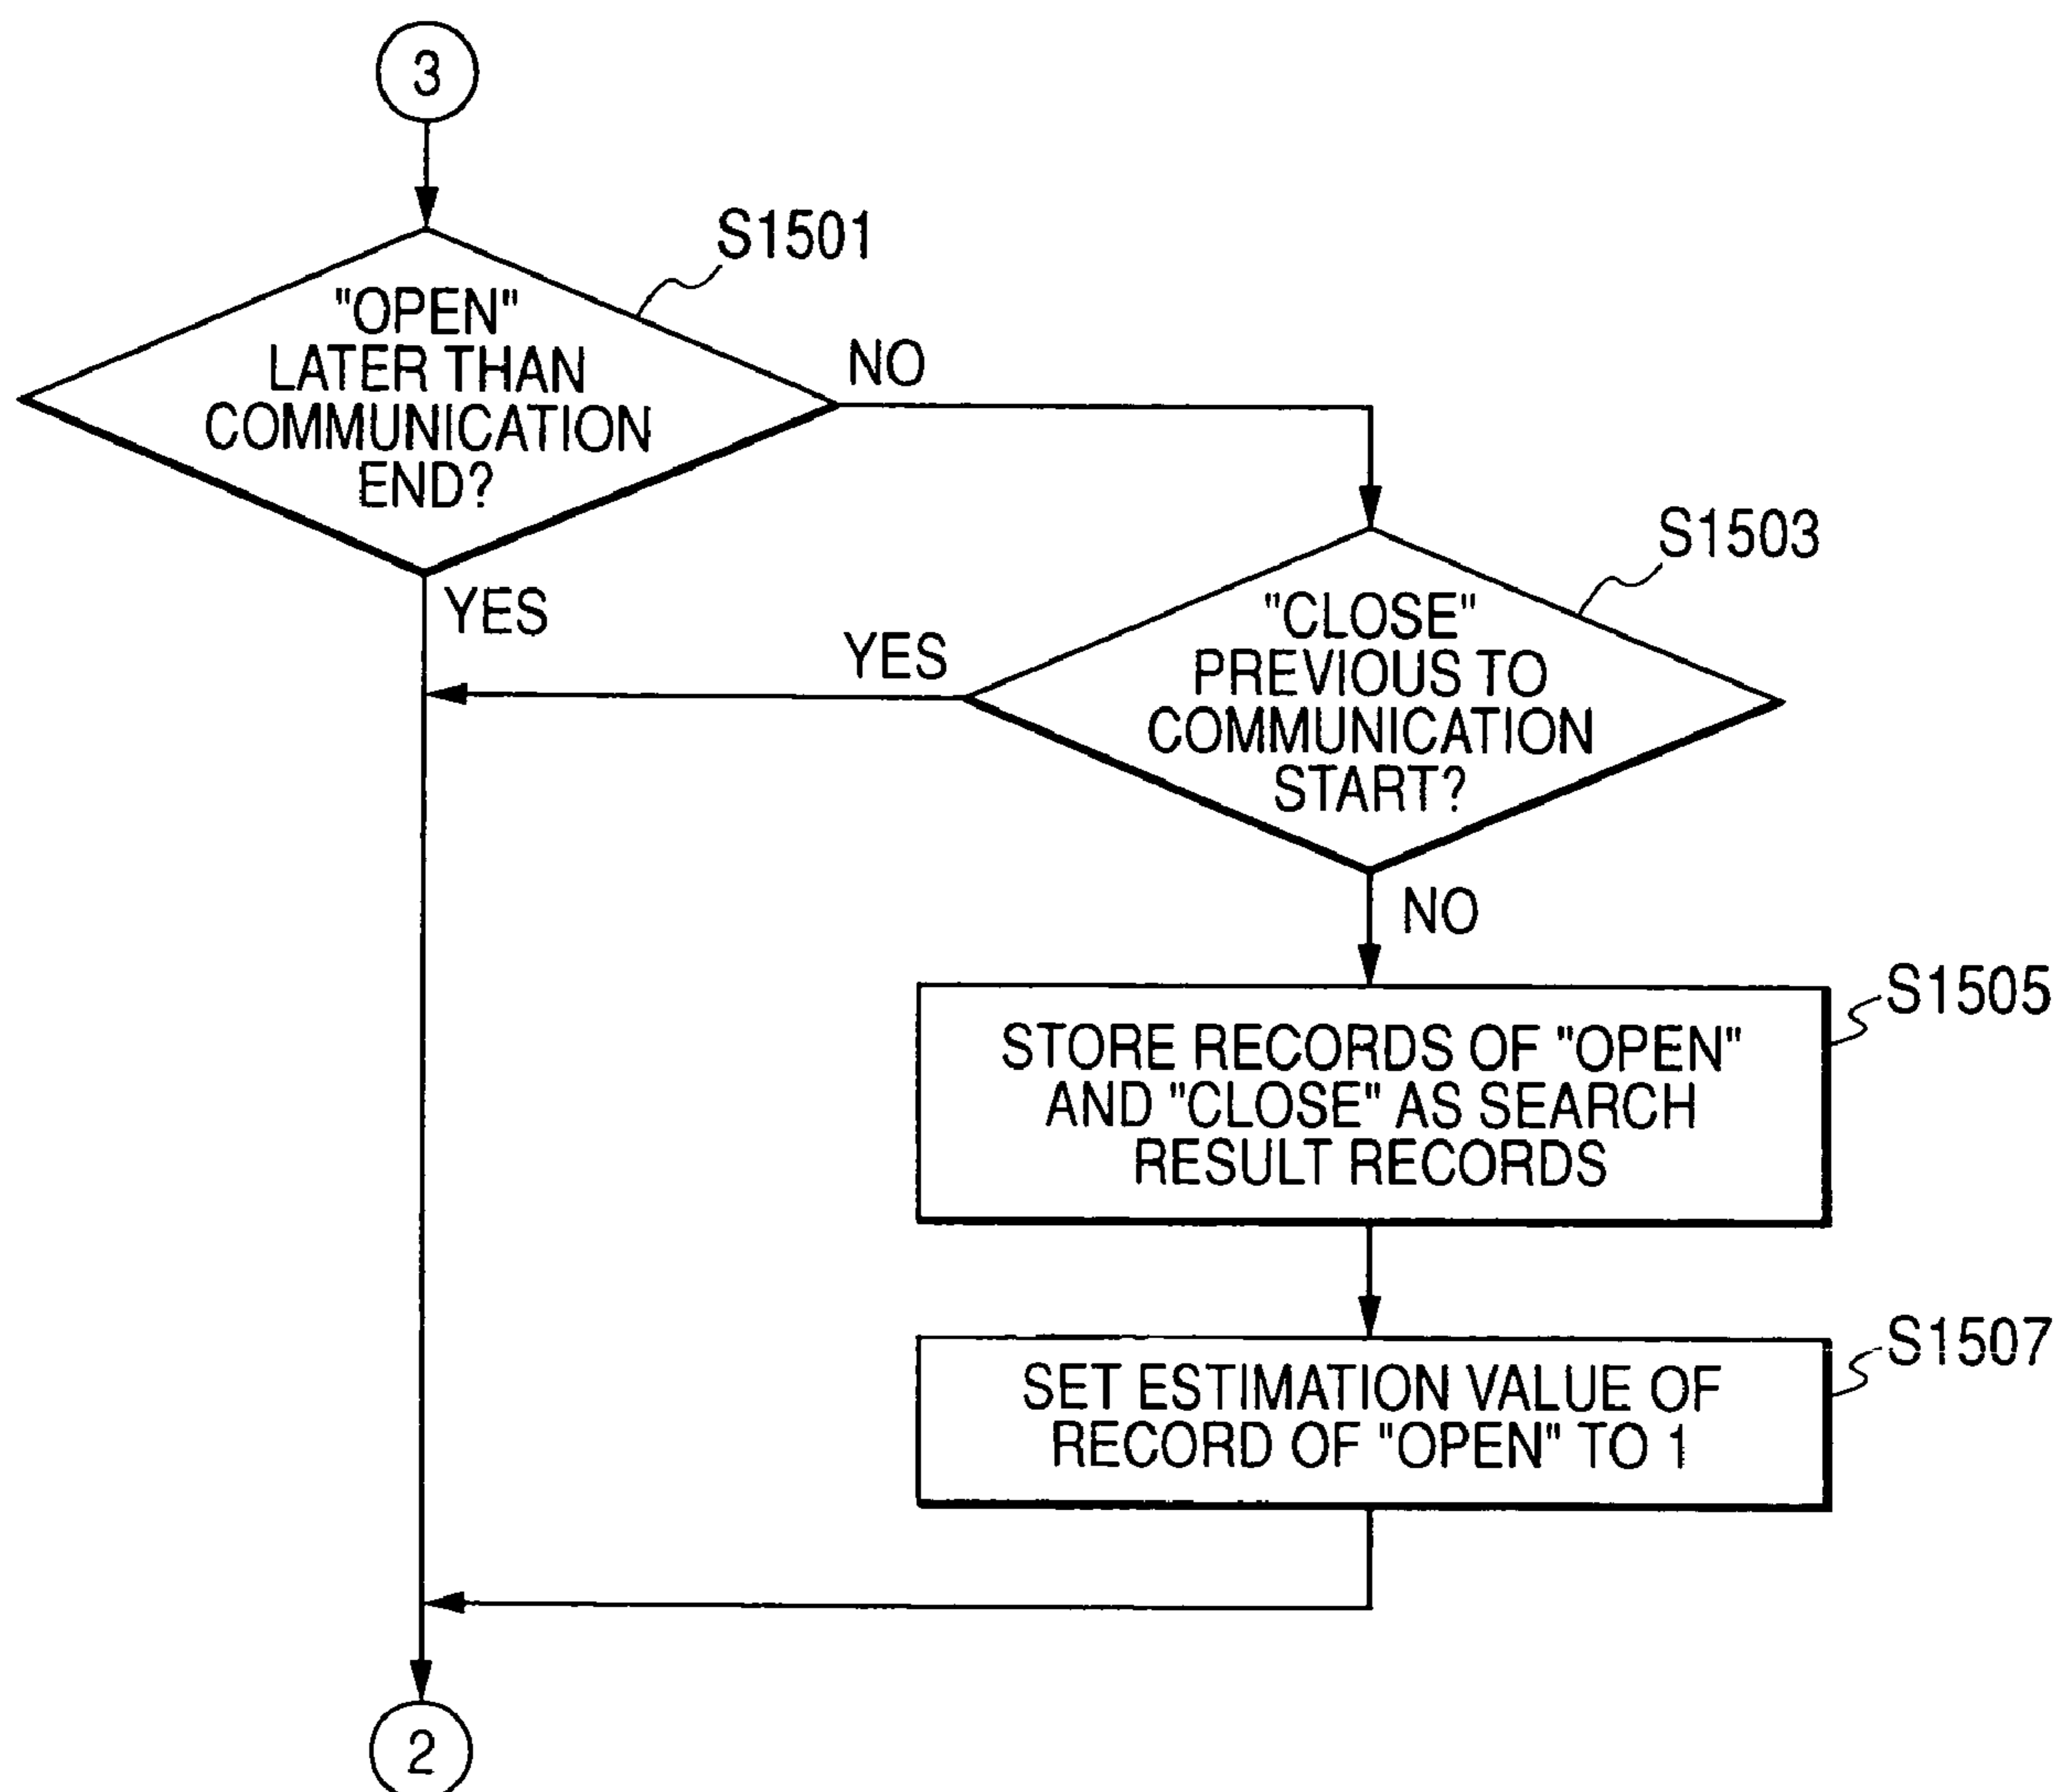 3
S1501
"OPEN"
LATER THAN
COMMUNICATION
END?
NO
YES
S1503
"CLOSE"
PREVIOUS TO
COMMUNICATION
START?
YES
NO
S1505
STORE RECORDS OF "OPEN"
AND "CLOSE" AS SEARCH
RESULT RECORDS
S1507
SET ESTIMATION VALUE OF
RECORD OF "OPEN" TO 1
2